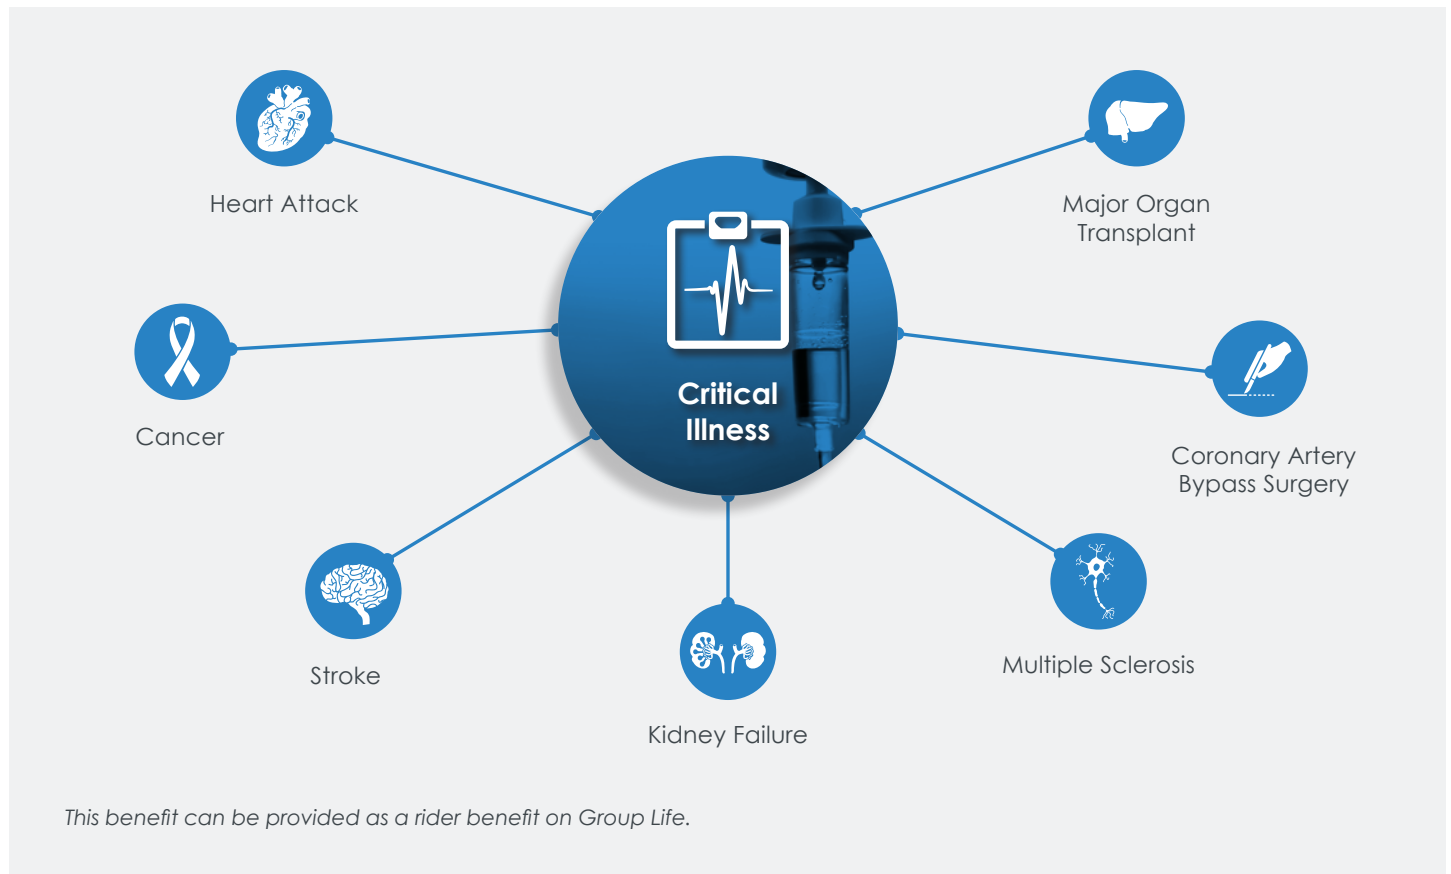 Heart Attack
Major Organ
Transplant
Critical
Illness
Cancer
Coronary Artery
Bypass Surgery
Stroke
Multiple Sclerosis
Kidney Failure
This benefit can be provided as a rider benefit on Group Life.